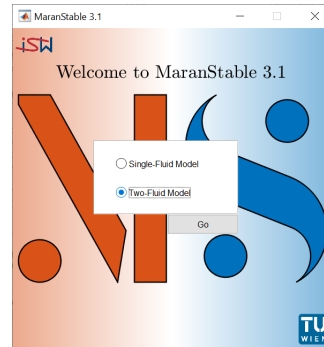 MaranStable 3.1
iSW
Welcome to MaranStable 3.1
Single-Fluid Model
Two-Fluid Model
Go
TU
WIEN